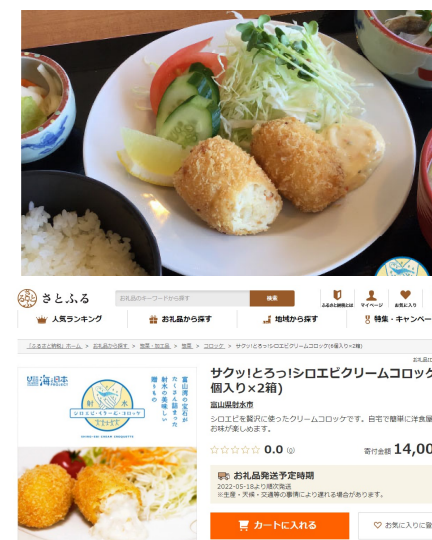 さとふる
お礼品のキーワードから探す
検索
ふるさと納税とは
マイページ
お気に入り
人気ランキング
お礼品から探す
地域から探す
特集・キャンペー
「ふるさと納税」ホーム > お礼品から探す > 惣菜・加工品 > 惣菜 > コロッケ > サクッ!とろっ!シロエビクリームコロッケ(6個入り×2箱)
サクッ!とろっ!シロエビクリームコロッケ
個入り×2箱)
富山県射水市
シロエビを贅沢に使ったクリームコロッケです。自宅で簡単に洋食屋
お味が楽しめます。
0.0 (0)
寄付金額 14,00
お礼品発送予定時期
2022-05-18より順次発送
※生産・天候・交通等の事情により遅れる場合があります。
カートに入れる
お気に入りに登
海と日本
PROJECT
富山湾の宝石が
たくさん詰まった
射水の美味しい
贈りもの
射水
シロエビ・クリーム・コロッケ